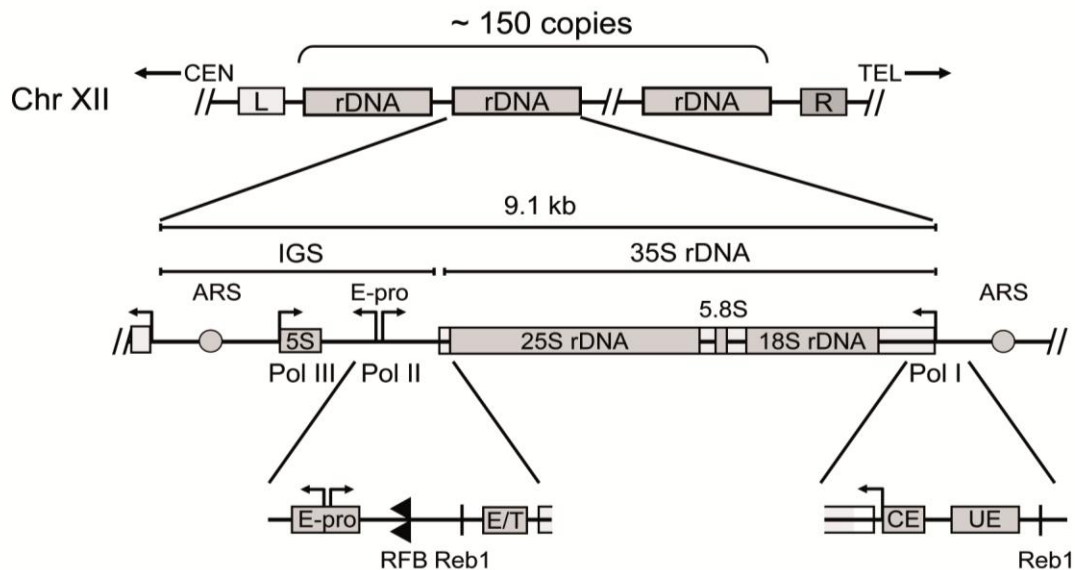 ~ 150 copies
CEN
TEL
Chr XII
L
rDNA
rDNA
rDNA
R
9.1 kb
IGS
35S rDNA
ARS
E-pro
5.8S
ARS
5S
25S rDNA
18S rDNA
Pol III
Pol II
Pol I
E-pro
E/T
CE
UE
RFB Reb1
Reb1